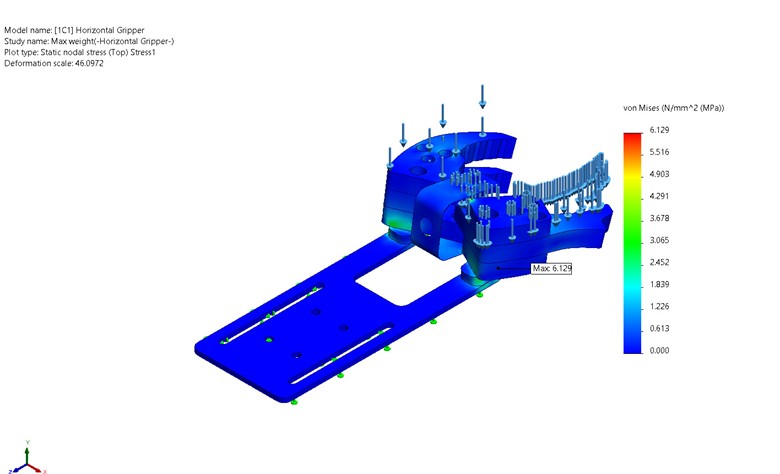 Model name: [1C1] Horizontal Gripper
Study name: Max weight(-Horizontal Gripper-)
Plot type: Static nodal stress (Top) Stress1
Deformation scale: 46.0972
von Mises (N/mm^2 (MPa))
6.129
5.516
4.903
4.291
3.678
3.065
2.452
1.839
1.226
0.613
0.000
Max: 6.129
Y
Z
X